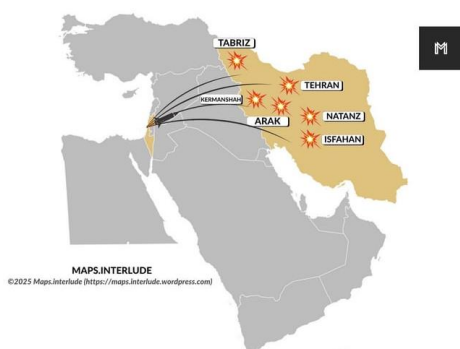 TABRIZ
TEHRAN
KERMANSHAH
ARAK
NATANZ
ISFAHAN
MAPS.INTERLUDE
©2025 Maps.interlude (https://maps.interlude.wordpress.com)
M